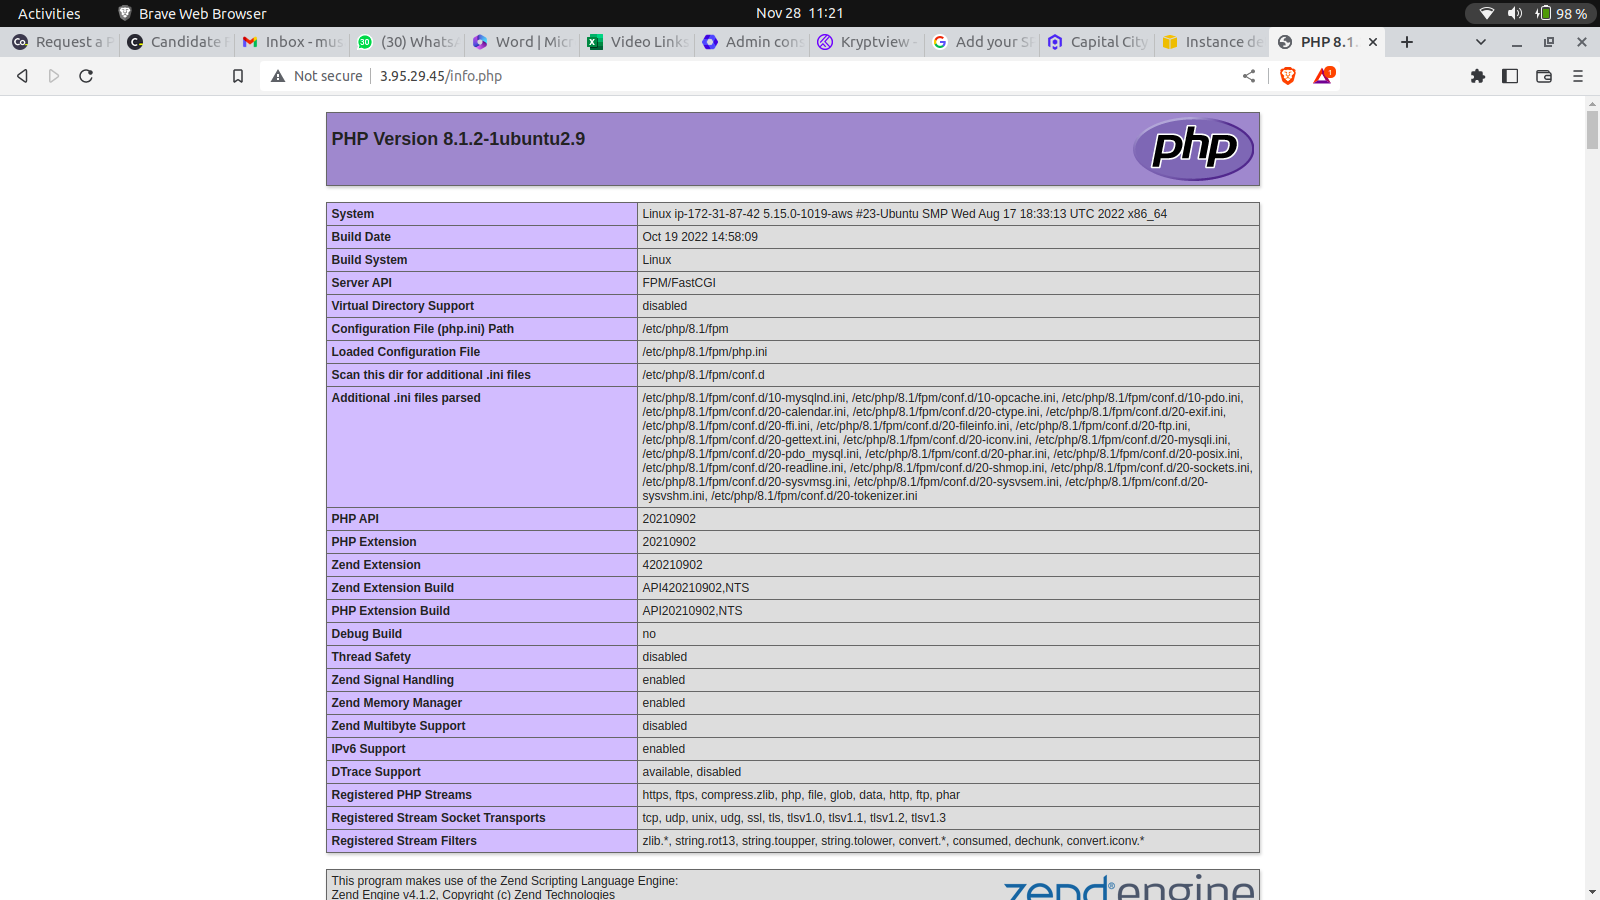 Activities
Brave Web Browser
Nov 28 11:21
98 %
Co. Request a P
C Candidate F
Inbox - mus
(30) WhatsA
Word | Micr
Video Links
Admin cons
Kryptview -
Add your SP
Capital City
Instance de
PHP 8.1.
Not secure
3.95.29.45/info.php
1
PHP Version 8.1.2-1ubuntu2.9
php
System Linux ip-172-31-87-42 5.15.0-1019-aws #23-Ubuntu SMP Wed Aug 17 18:33:13 UTC 2022 x86_64
Build Date Oct 19 2022 14:58:09
Build System Linux
Server API FPM/FastCGI
Virtual Directory Support disabled
Configuration File (php.ini) Path /etc/php/8.1/fpm
Loaded Configuration File /etc/php/8.1/fpm/php.ini
Scan this dir for additional .ini files /etc/php/8.1/fpm/conf.d
Additional .ini files parsed /etc/php/8.1/fpm/conf.d/10-mysqlnd.ini, /etc/php/8.1/fpm/conf.d/10-opcache.ini, /etc/php/8.1/fpm/conf.d/10-pdo.ini,
/etc/php/8.1/fpm/conf.d/20-calendar.ini, /etc/php/8.1/fpm/conf.d/20-ctype.ini, /etc/php/8.1/fpm/conf.d/20-exif.ini,
/etc/php/8.1/fpm/conf.d/20-ffi.ini, /etc/php/8.1/fpm/conf.d/20-fileinfo.ini, /etc/php/8.1/fpm/conf.d/20-ftp.ini,
/etc/php/8.1/fpm/conf.d/20-gettext.ini, /etc/php/8.1/fpm/conf.d/20-iconv.ini, /etc/php/8.1/fpm/conf.d/20-mysqli.ini,
/etc/php/8.1/fpm/conf.d/20-pdo_mysql.ini, /etc/php/8.1/fpm/conf.d/20-phar.ini, /etc/php/8.1/fpm/conf.d/20-posix.ini,
/etc/php/8.1/fpm/conf.d/20-readline.ini, /etc/php/8.1/fpm/conf.d/20-shmop.ini, /etc/php/8.1/fpm/conf.d/20-sockets.ini,
/etc/php/8.1/fpm/conf.d/20-sysvmsg.ini, /etc/php/8.1/fpm/conf.d/20-sysvsem.ini, /etc/php/8.1/fpm/conf.d/20-
sysvshm.ini, /etc/php/8.1/fpm/conf.d/20-tokenizer.ini
PHP API 20210902
PHP Extension 20210902
Zend Extension 420210902
Zend Extension Build API420210902,NTS
PHP Extension Build API20210902,NTS
Debug Build no
Thread Safety disabled
Zend Signal Handling enabled
Zend Memory Manager enabled
Zend Multibyte Support disabled
IPv6 Support enabled
DTrace Support available, disabled
Registered PHP Streams https, ftps, compress.zlib, php, file, glob, data, http, ftp, phar
Registered Stream Socket Transports tcp, udp, unix, udg, ssl, tls, tlsv1.0, tlsv1.1, tlsv1.2, tlsv1.3
Registered Stream Filters zlib.*, string.rot13, string.toupper, string.tolower, convert.*, consumed, dechunk, convert.iconv.*
This program makes use of the Zend Scripting Language Engine:
Zend Engine v4.1.2, Copyright (c) Zend Technologies
zend® engine